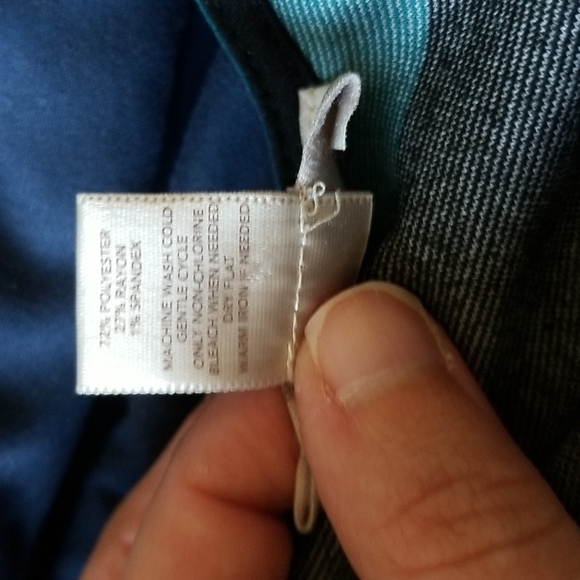 72% POLYESTER
27% RAYON
1% SPANDEX
MACHINE WASH COLD
GENTLE CYCLE
ONLY NON-CHLORINE
BLEACH WHEN NEEDED
DRY FLAT
WARM IRON IF NEEDED